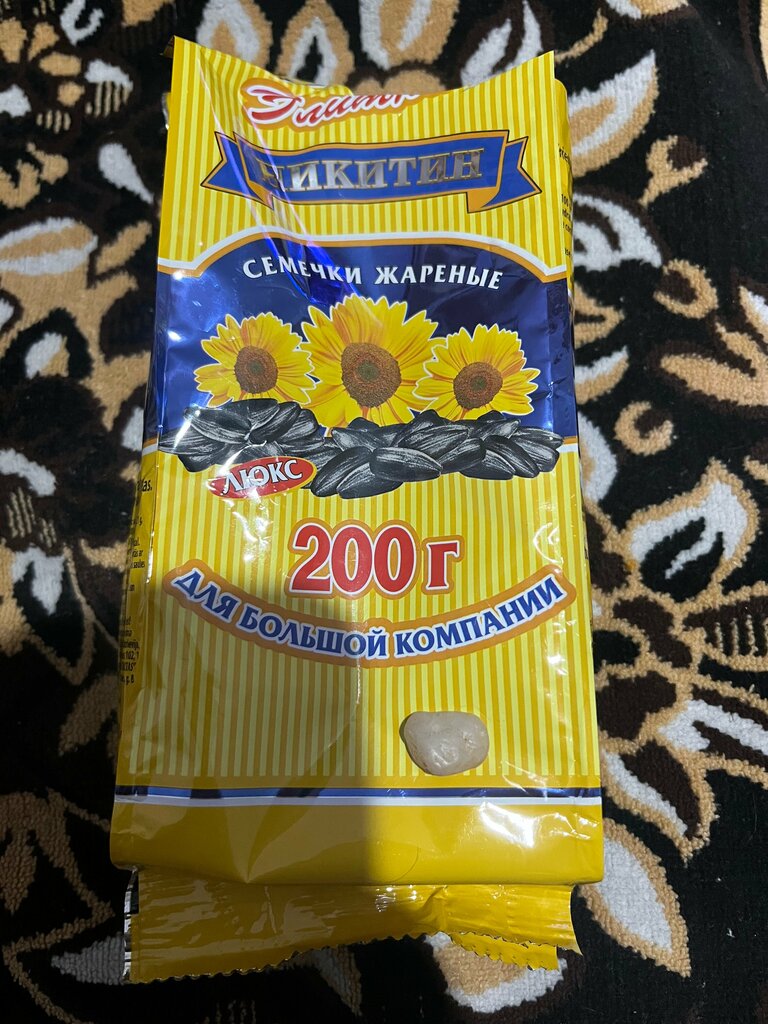 НИКИТИН
СЕМЕЧКИ ЖАРЕНЫЕ
ЛЮКС
200 г
ДЛЯ БОЛЬШОЙ КОМПАНИИ